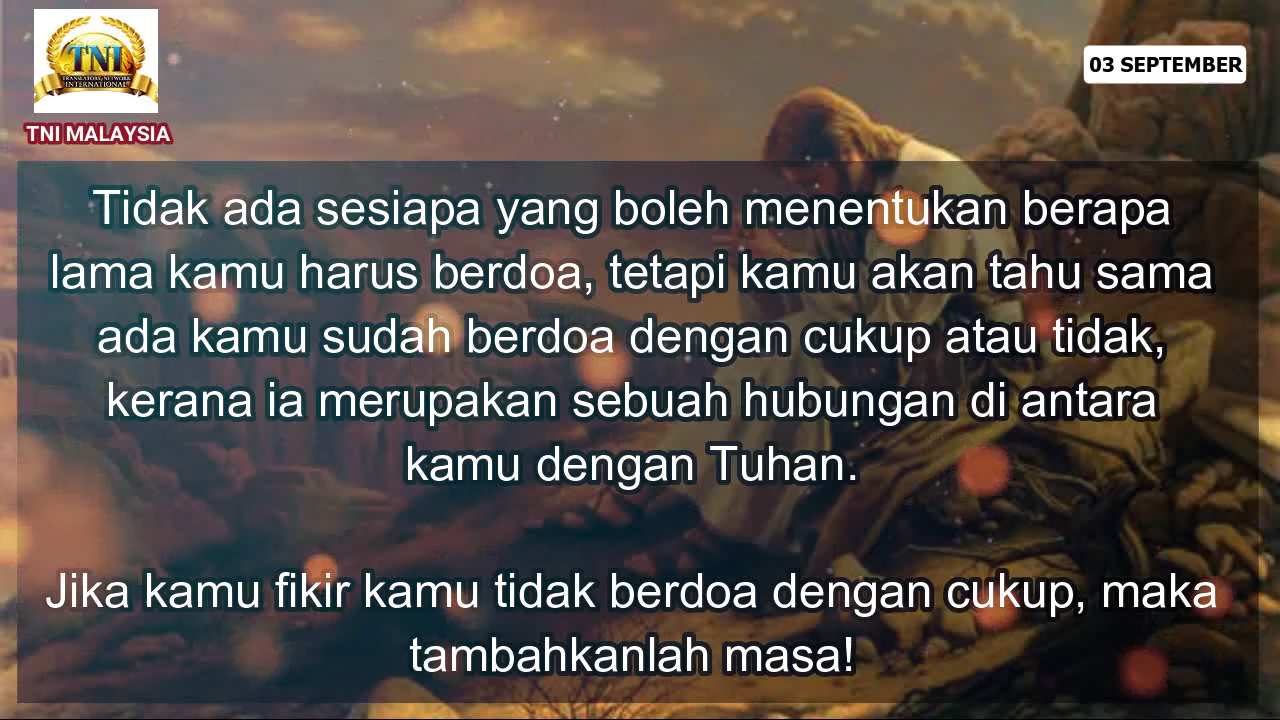 TNI
TRANSLATORS NETWORK
INTERNATIONAL
TNI MALAYSIA
03 SEPTEMBER
Tidak ada sesiapa yang boleh menentukan berapa
lama kamu harus berdoa, tetapi kamu akan tahu sama
ada kamu sudah berdoa dengan cukup atau tidak,
kerana ia merupakan sebuah hubungan di antara
kamu dengan Tuhan.
Jika kamu fikir kamu tidak berdoa dengan cukup, maka
tambahkanlah masa!